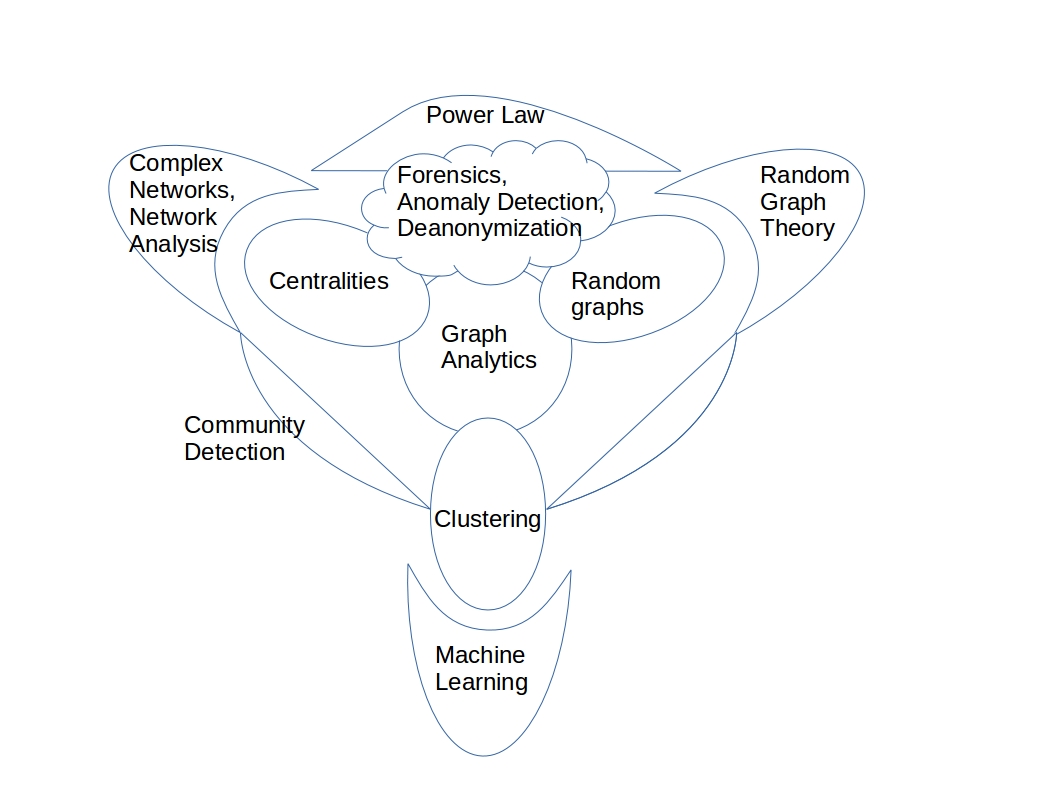 Power Law
Complex
Networks,
Network
Analysis
Forensics,
Anomaly Detection,
Deanonymization
Random
Graph
Theory
Centralities
Random
graphs
Graph
Analytics
Community
Detection
Clustering
Machine
Learning